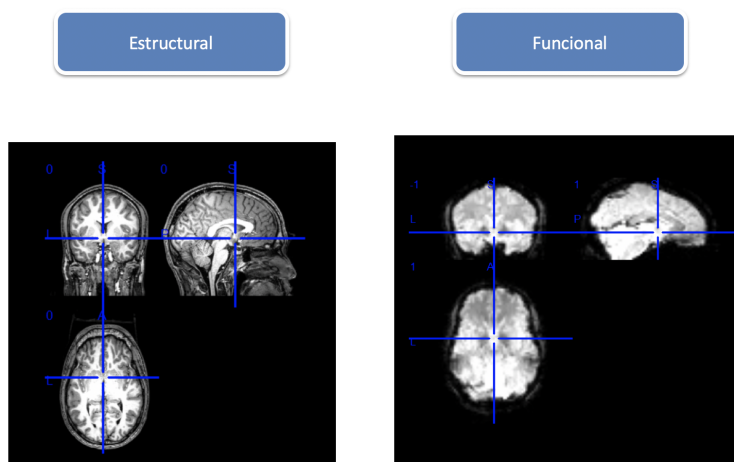 Estructural
Funcional
0 S 0 S
-1 S 1 S
L P
0 A
1 A
L
L